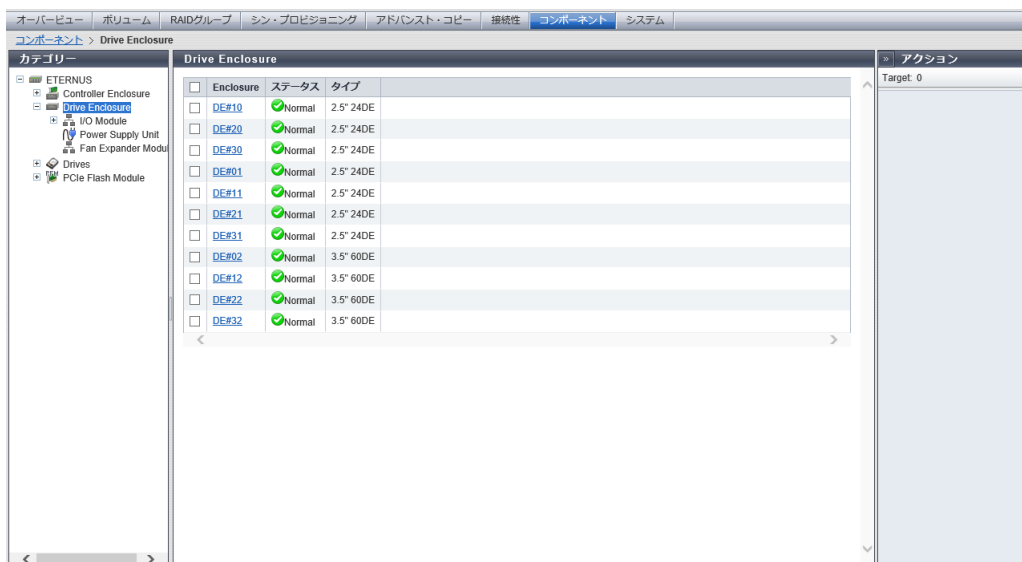 オーバービュー ボリューム RAIDグループ シン・プロビジョニング アドバンスト・コピー 接続性 コンポーネント システム
コンポーネント > Drive Enclosure
カテゴリー
ETERNUS
Controller Enclosure
Drive Enclosure
I/O Module
Power Supply Unit
Fan Expander Modul
Drives
PCIe Flash Module
Drive Enclosure
Enclosure ステータス タイプ
DE#10 Normal 2.5" 24DE
DE#20 Normal 2.5" 24DE
DE#30 Normal 2.5" 24DE
DE#01 Normal 2.5" 24DE
DE#11 Normal 2.5" 24DE
DE#21 Normal 2.5" 24DE
DE#31 Normal 2.5" 24DE
DE#02 Normal 3.5" 60DE
DE#12 Normal 3.5" 60DE
DE#22 Normal 3.5" 60DE
DE#32 Normal 3.5" 60DE
» アクション
Target: 0